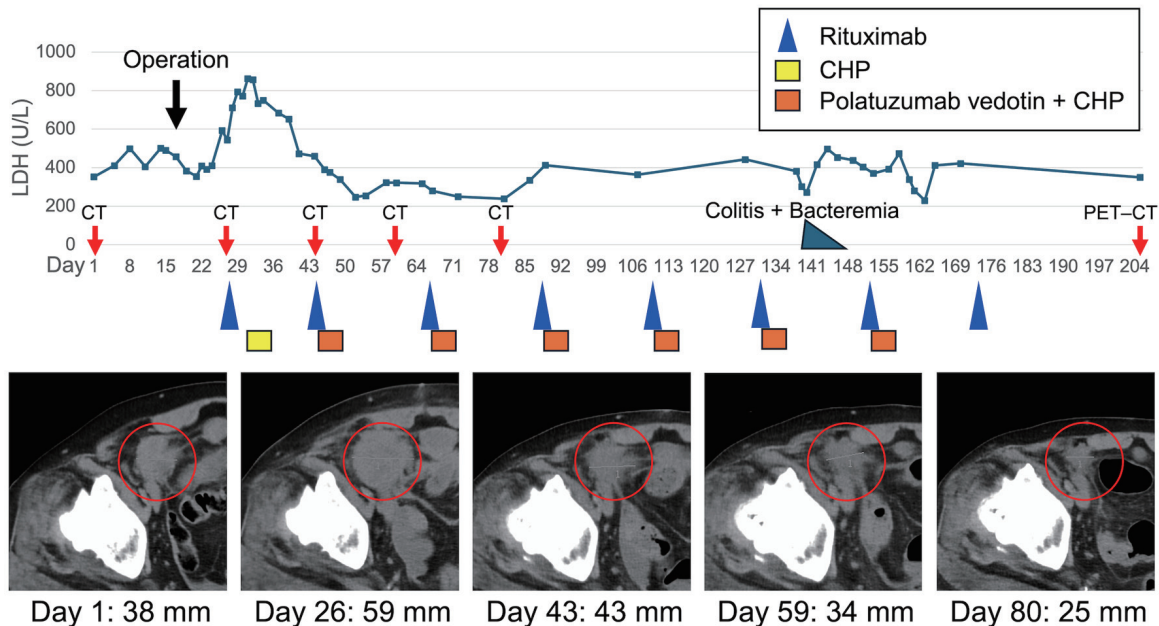 Rituximab
CHP
Polatuzumab vedotin + CHP
LDH (U/L)
1000
800
600
400
200
0
Operation
CT CT CT CT CT
Colitis + Bacteremia
PET–CT
Day 1 8 15 22 29 36 43 50 57 64 71 78 85 92 99 106 113 120 127 134 141 148 155 162 169 176 183 190 197 204
Day 1: 38 mm
Day 26: 59 mm
Day 43: 43 mm
Day 59: 34 mm
Day 80: 25 mm